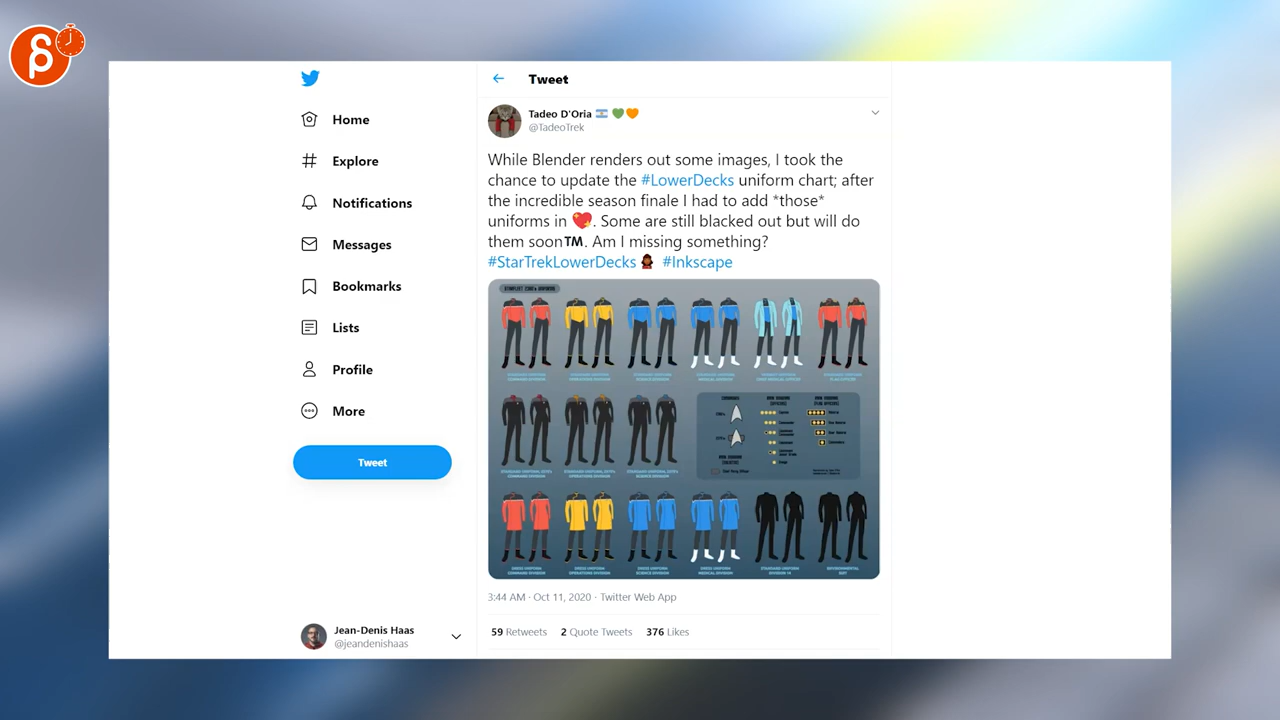 Tweet
Tadeo D'Oria 🇦🇷 💚 🧡
@TadeoTrek
Home
Explore
Notifications
Messages
Bookmarks
Lists
Profile
More
Tweet
Jean-Denis Haas
@jeandenishaas
While Blender renders out some images, I took the
chance to update the #LowerDecks uniform chart; after
the incredible season finale I had to add *those*
uniforms in 💖. Some are still blacked out but will do
them soon™. Am I missing something?
#StarTrekLowerDecks #Inkscape
3:44 AM · Oct 11, 2020 · Twitter Web App
59 Retweets 2 Quote Tweets 376 Likes